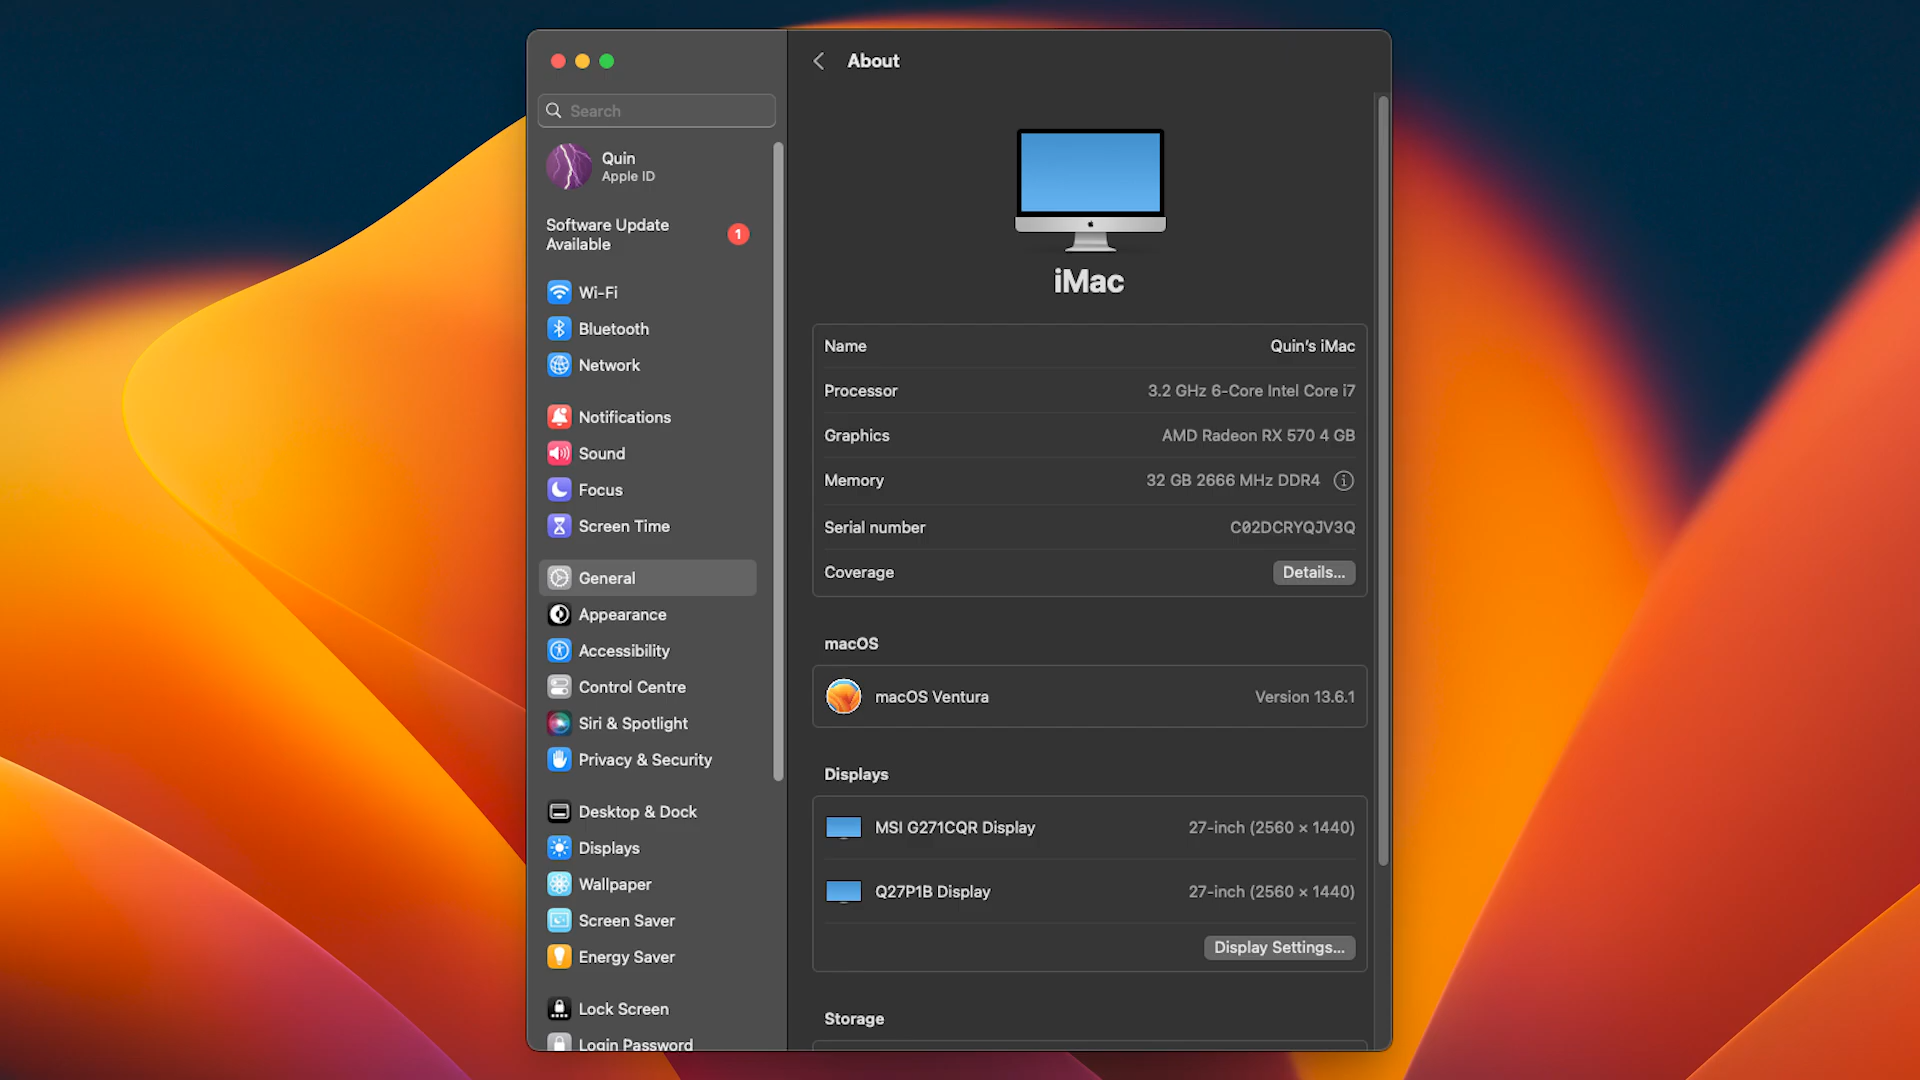 Search
Quin
Apple ID
Software Update
Available
1
Wi-Fi
Bluetooth
Network
Notifications
Sound
Focus
Screen Time
General
Appearance
Accessibility
Control Centre
Siri & Spotlight
Privacy & Security
Desktop & Dock
Displays
Wallpaper
Screen Saver
Energy Saver
Lock Screen
Login Password
About
iMac
Name Quin's iMac
Processor 3.2 GHz 6-Core Intel Core i7
Graphics AMD Radeon RX 570 4 GB
Memory 32 GB 2666 MHz DDR4
Serial number C02DCRYQJV3Q
Coverage Details...
macOS
macOS Ventura Version 13.6.1
Displays
MSI G271CQR Display 27-inch (2560 × 1440)
Q27P1B Display 27-inch (2560 × 1440)
Display Settings...
Storage